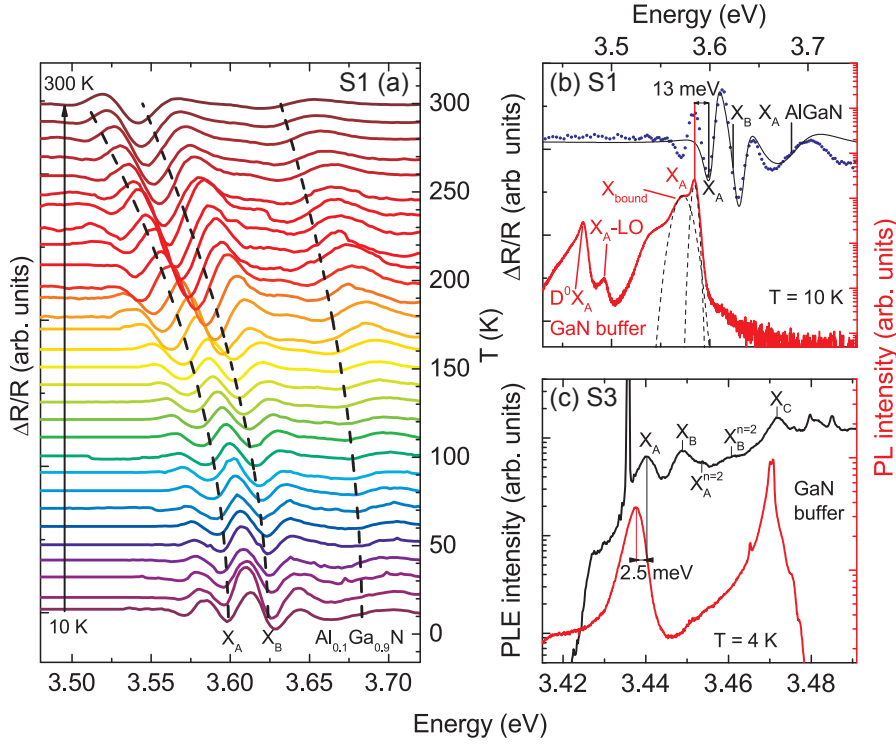 S1 (a)
300 K
10 K
X_A
X_B
Al_0.1Ga_0.9N
3.50
3.55
3.60
3.65
3.70
0
50
100
150
200
250
300
ΔR/R (arb. units)
T (K)
Energy (eV)
Energy (eV)
3.5
3.6
3.7
(b) S1
13 meV
X_B X_A AlGaN
X_A
X_A
X_bound
X_A-LO
D^0X_A
GaN buffer
T = 10 K
ΔR/R (arb units)
PL intensity (arb. units)
(c) S3
X_A
X_B
X_A^n=2
X_B^n=2
X_C
GaN
buffer
2.5 meV
T = 4 K
PLE intensity (arb. units)
3.42
3.44
3.46
3.48